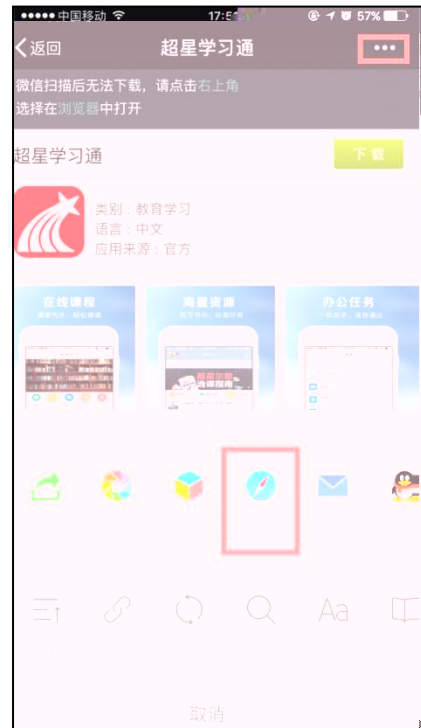 中国移动
57%
返回
超星学习通
微信扫描后无法下载，请点击右上角
选择在浏览器中打开
超星学习通
下载
类别：教育学习
语言：中文
应用来源：官方
在线课程
海量资源
办公任务
Aa
取消